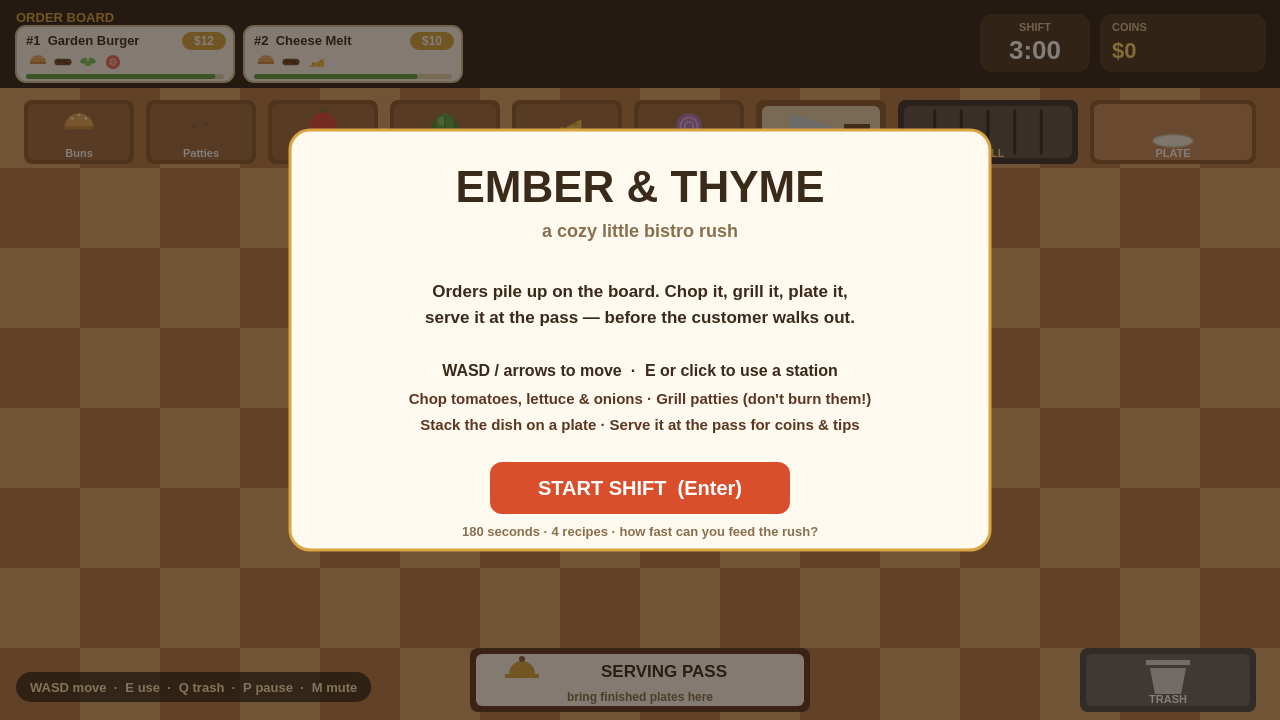 ORDER BOARD
#1 Garden Burger $12
#2 Cheese Melt $10
SHIFT
3:00
COINS
$0
Buns
Patties
PLATE
EMBER & THYME
a cozy little bistro rush
Orders pile up on the board. Chop it, grill it, plate it,
serve it at the pass — before the customer walks out.
WASD / arrows to move · E or click to use a station
Chop tomatoes, lettuce & onions · Grill patties (don't burn them!)
Stack the dish on a plate · Serve it at the pass for coins & tips
START SHIFT (Enter)
180 seconds · 4 recipes · how fast can you feed the rush?
WASD move · E use · Q trash · P pause · M mute
SERVING PASS
bring finished plates here
TRASH